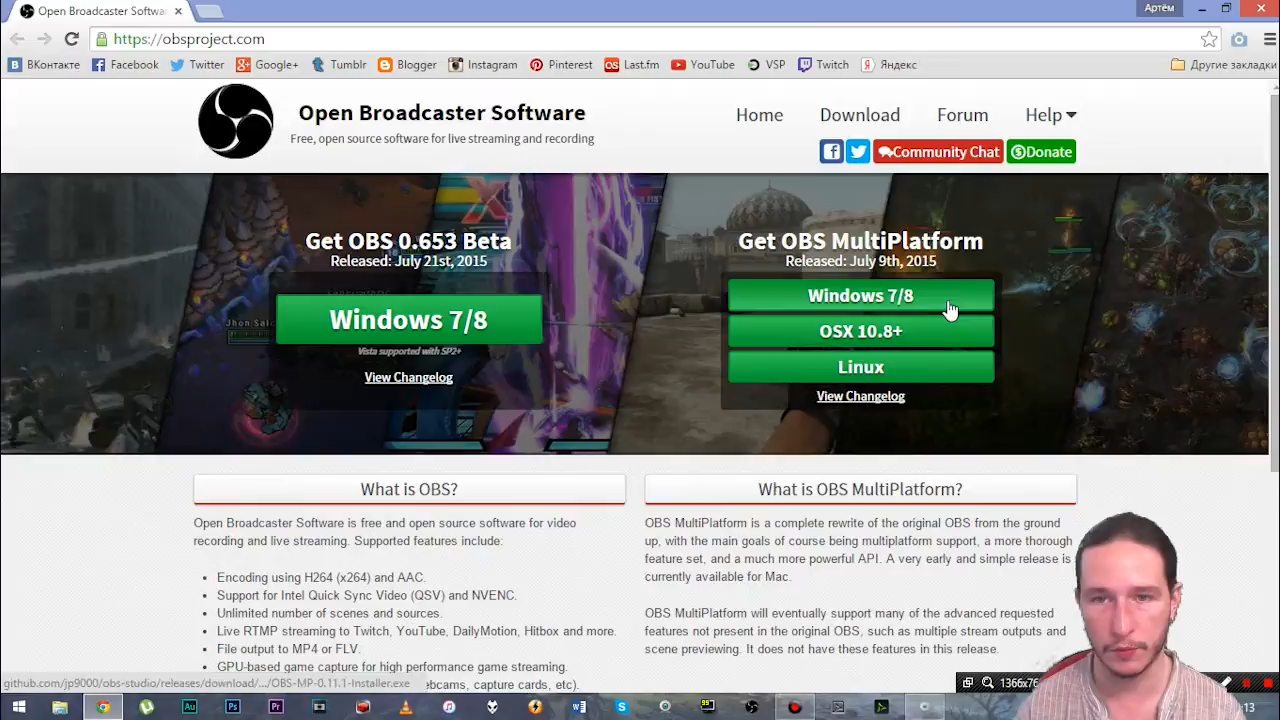 Open Broadcaster Softwa
Артём
https://obsproject.com
ВКонтакте
Facebook
Twitter
Google+
Tumblr
Blogger
Instagram
Pinterest
Last.fm
YouTube
VSP
Twitch
Яндекс
Другие закладки
Open Broadcaster Software
Free, open source software for live streaming and recording
Home Download Forum Help
Community Chat
Donate
Get OBS 0.653 Beta
Released: July 21st, 2015
Windows 7/8
Vista supported with SP2+
View Changelog
Jhon
Get OBS MultiPlatform
Released: July 9th, 2015
Windows 7/8
OSX 10.8+
Linux
View Changelog
What is OBS?
Open Broadcaster Software is free and open source software for video
recording and live streaming. Supported features include:
Encoding using H264 (x264) and AAC.
Support for Intel Quick Sync Video (QSV) and NVENC.
Unlimited number of scenes and sources.
Live RTMP streaming to Twitch, YouTube, DailyMotion, Hitbox and more.
File output to MP4 or FLV.
GPU-based game capture for high performance game streaming.
ebcams, capture cards, etc).
What is OBS MultiPlatform?
OBS MultiPlatform is a complete rewrite of the original OBS from the ground
up, with the main goals of course being multiplatform support, a more thorough
feature set, and a much more powerful API. A very early and simple release is
currently available for Mac.
OBS MultiPlatform will eventually support many of the advanced requested
features not present in the original OBS, such as multiple stream outputs and
scene previewing. It does not have these features in this release.
github.com/jp9000/obs-studio/releases/download/.../OBS-MP-0.11.1-Installer.exe
1366x76
Au
Ps
Pr
99
:13